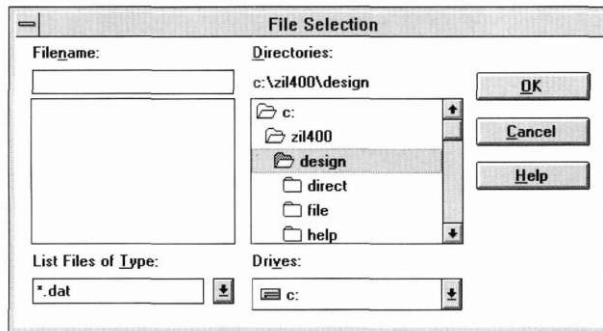 File Selection
Filename:
Directories:
c:\zil400\design
OK
c:
zil400
Cancel
design
direct
Help
file
help
List Files of Type:
Drives:
*.dat
c: